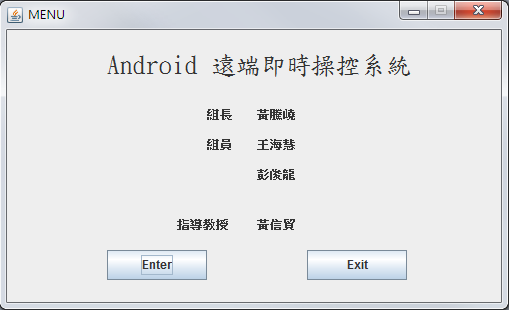 MENU
Android 遠端即時操控系統
組長 黃騰嶢
組員 王海慧
彭俊龍
指導教授 黃信貿
Enter Exit